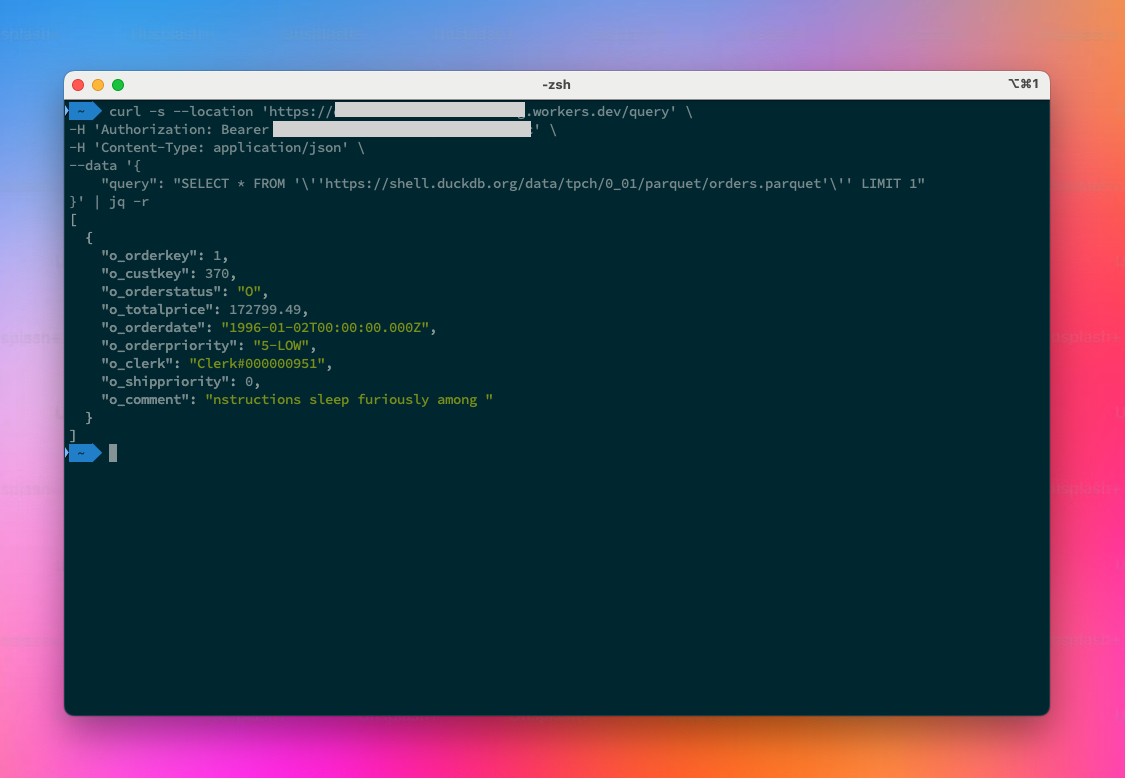 -zsh
⌥⌘1
~ curl -s --location 'https:// .workers.dev/query' \
-H 'Authorization: Bearer ' \
-H 'Content-Type: application/json' \
--data '{
    "query": "SELECT * FROM '\''https://shell.duckdb.org/data/tpch/0_01/parquet/orders.parquet'\'' LIMIT 1"
}' | jq -r
[
  {
    "o_orderkey": 1,
    "o_custkey": 370,
    "o_orderstatus": "O",
    "o_totalprice": 172799.49,
    "o_orderdate": "1996-01-02T00:00:00.000Z",
    "o_orderpriority": "5-LOW",
    "o_clerk": "Clerk#000000951",
    "o_shippriority": 0,
    "o_comment": "nstructions sleep furiously among "
  }
]
~